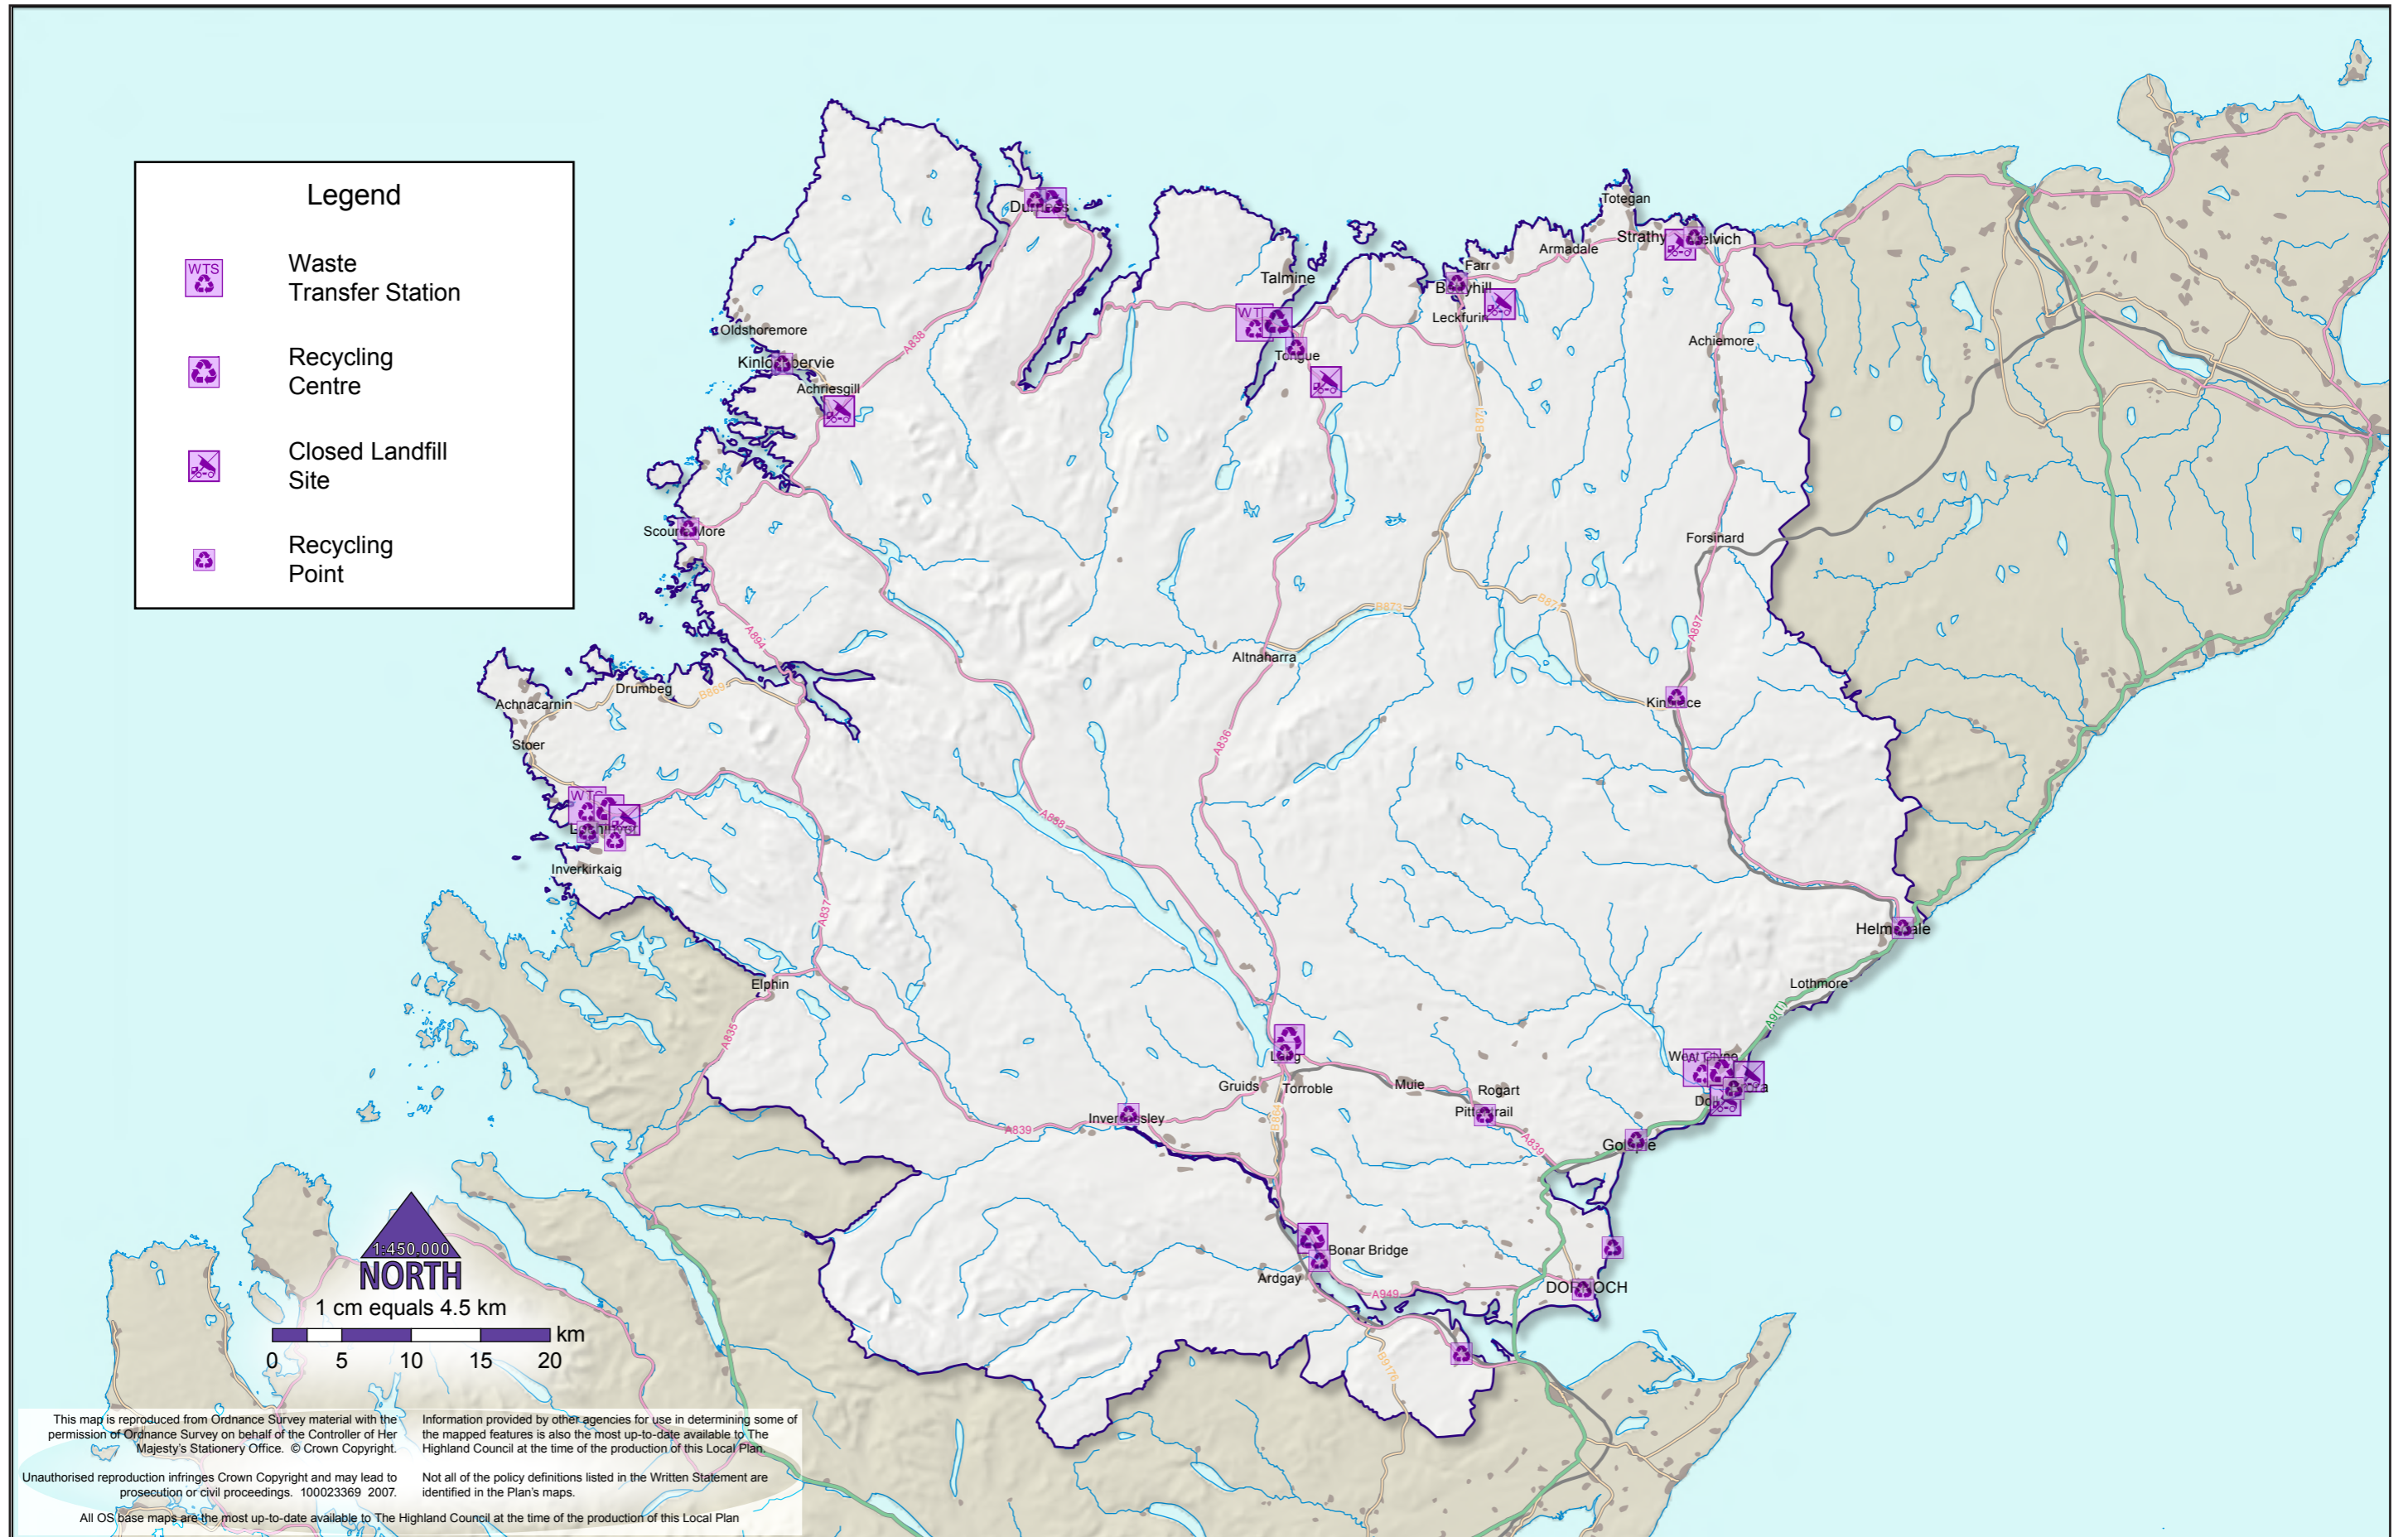 Legend
WTS
Waste
Transfer Station
Recycling
Centre
Closed Landfill
Site
Recycling
Point
Totegan
Strathy
Armadale
Farr
Talmine
Leckfurin
Achiemore
Oldshoremore
A838
Tongue
Achriesgill
B871
Forsinard
A894
B873
B871
A897
Altnaharra
Drumbeg
B869
Achnacarnin
Stoer
A836
A838
Inverkirkaig
A837
Elphin
Lothmore
A9(T)
A835
Gruids
Torroble
Muie
Rogart
A839
A839
Bonar Bridge
Ardgay
A949
B9176
1:450,000
NORTH
1 cm equals 4.5 km
km
0 5 10 15 20
This map is reproduced from Ordnance Survey material with the
permission of Ordnance Survey on behalf of the Controller of Her
Majesty's Stationery Office. © Crown Copyright.
Unauthorised reproduction infringes Crown Copyright and may lead to
prosecution or civil proceedings. 100023369 2007.
Information provided by other agencies for use in determining some of
the mapped features is also the most up-to-date available to The
Highland Council at the time of the production of this Local Plan.
Not all of the policy definitions listed in the Written Statement are
identified in the Plan's maps.
All OS base maps are the most up-to-date available to The Highland Council at the time of the production of this Local Plan